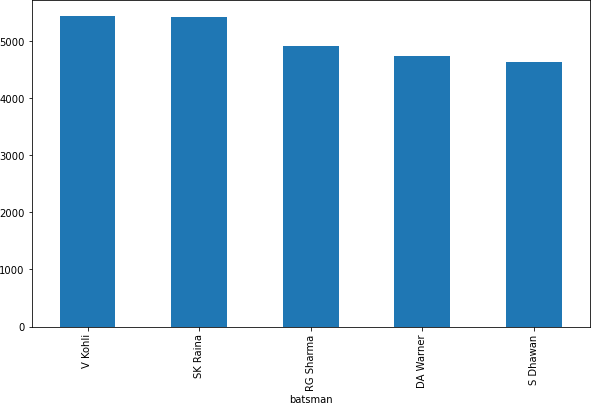 5000
4000
3000
2000
1000
0
V Kohli
SK Raina
RG Sharma
DA Warner
S Dhawan
batsman